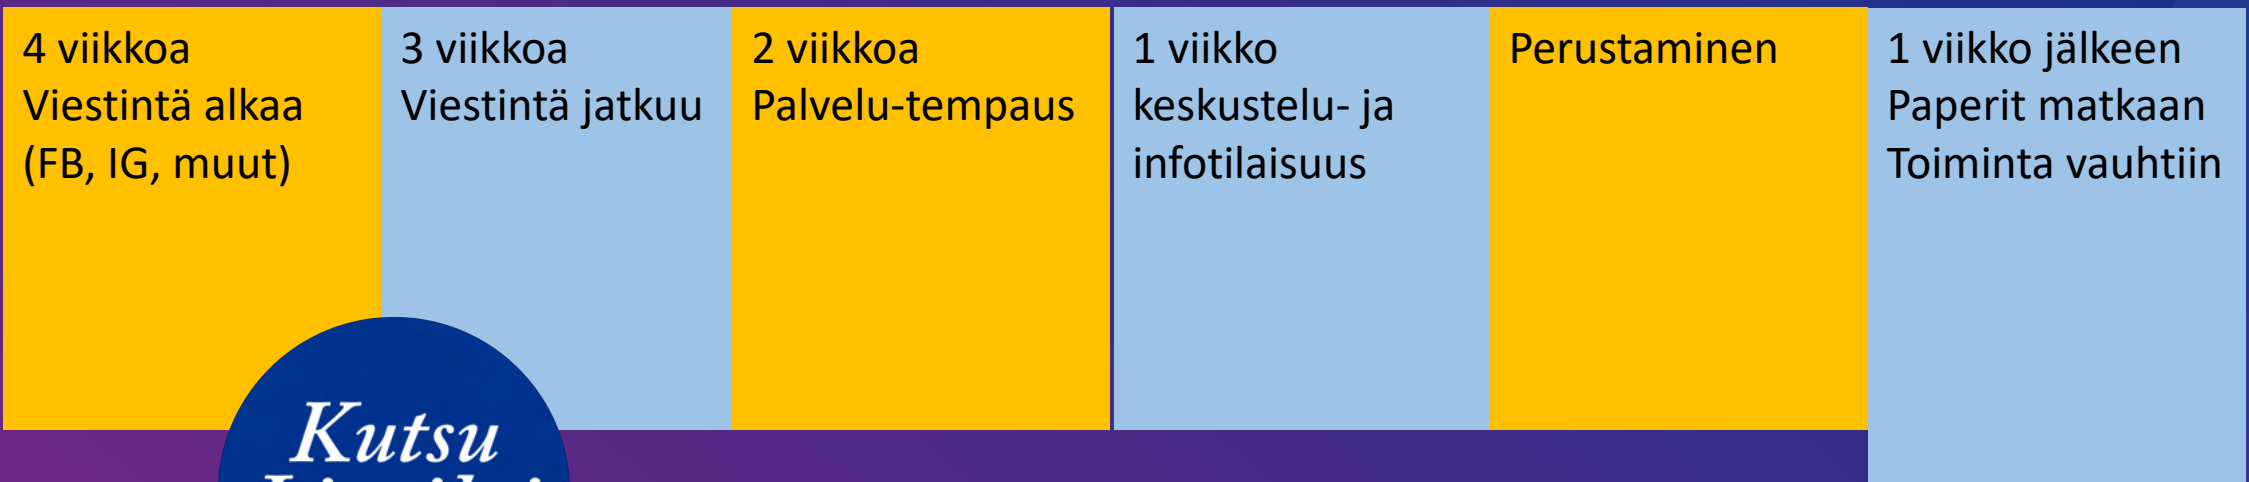 4 viikkoa
Viestintä alkaa
(FB, IG, muut)
3 viikkoa
Viestintä jatkuu
2 viikkoa
Palvelu-tempaus
1 viikko
keskustelu- ja
infotilaisuus
Perustaminen
1 viikko jälkeen
Paperit matkaan
Toiminta vauhtiin
Kutsu